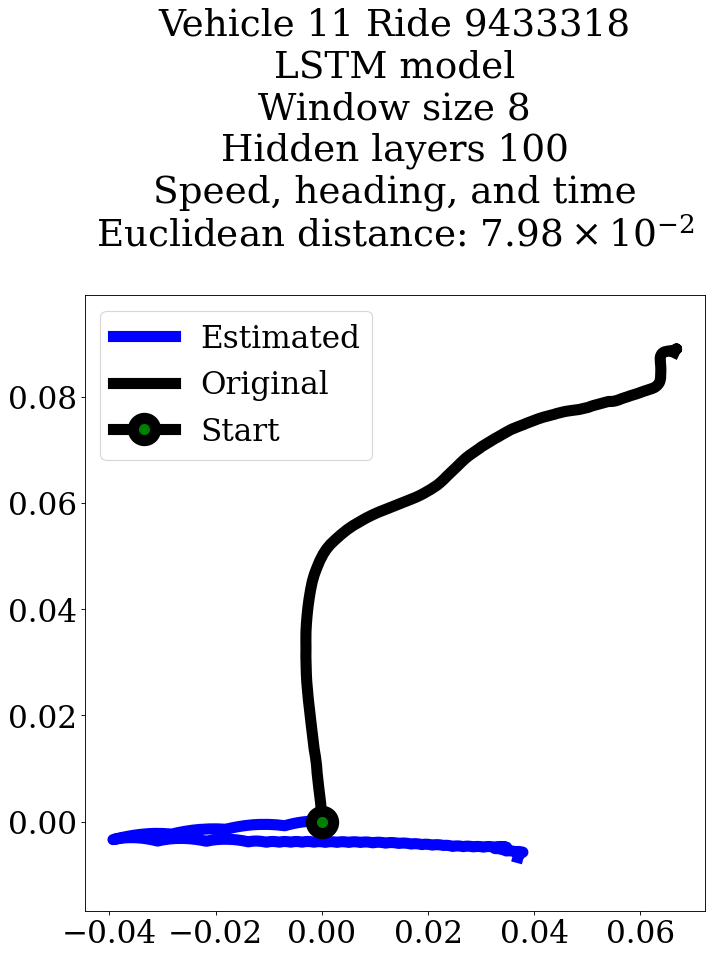 Vehicle 11 Ride 9433318
LSTM model
Window size 8
Hidden layers 100
Speed, heading, and time
Euclidean distance: 7.98 × 10⁻²
Estimated
Original
Start
0.08
0.06
0.04
0.02
0.00
−0.04 −0.02 0.00 0.02 0.04 0.06